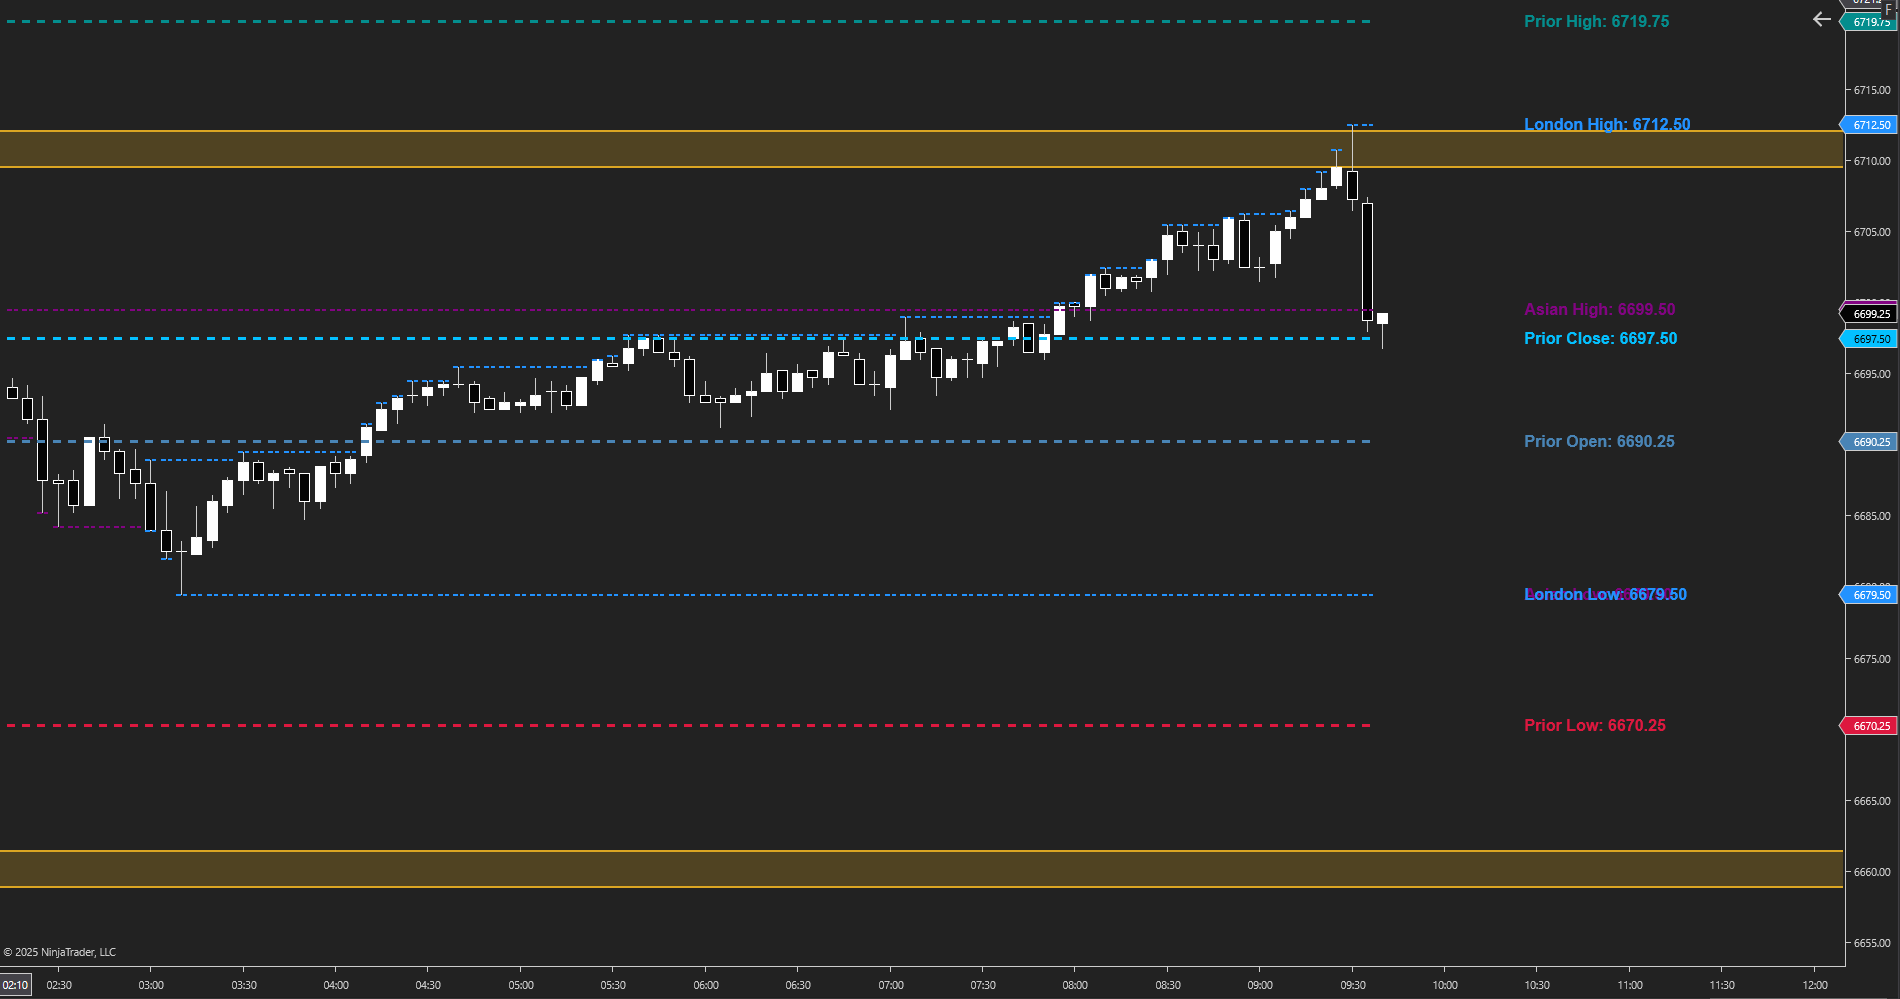 F
Prior High: 6719.75
6719.75
6715.00
London High: 6712.50
6712.50
6710.00
6705.00
Asian High: 6699.50
6699.25
Prior Close: 6697.50
6697.50
6695.00
Prior Open: 6690.25
6690.25
6685.00
London Low: 6679.50
6679.50
6675.00
Prior Low: 6670.25
6670.25
6665.00
6660.00
6655.00
© 2025 NinjaTrader, LLC
02:10 02:30 03:00 03:30 04:00 04:30 05:00 05:30 06:00 06:30 07:00 07:30 08:00 08:30 09:00 09:30 10:00 10:30 11:00 11:30 12:00